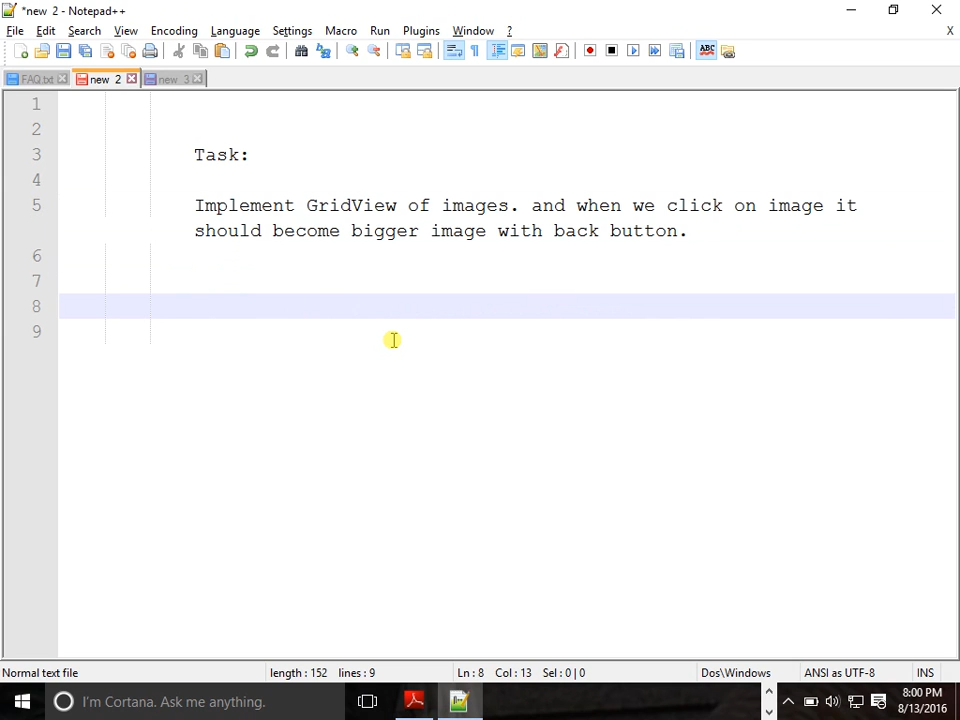 *new 2 - Notepad++
File Edit Search View Encoding Language Settings Macro Run Plugins Window ? X
ABC
FAQ.txt new 2 new 3
1
2
3 Task:
4
5 Implement GridView of images. and when we click on image it
should become bigger image with back button.
6
7
8
9
Normal text file length : 152 lines : 9 Ln : 8 Col : 13 Sel : 0 | 0 Dos\Windows ANSI as UTF-8 INS
I'm Cortana. Ask me anything. 8:00 PM
8/13/2016